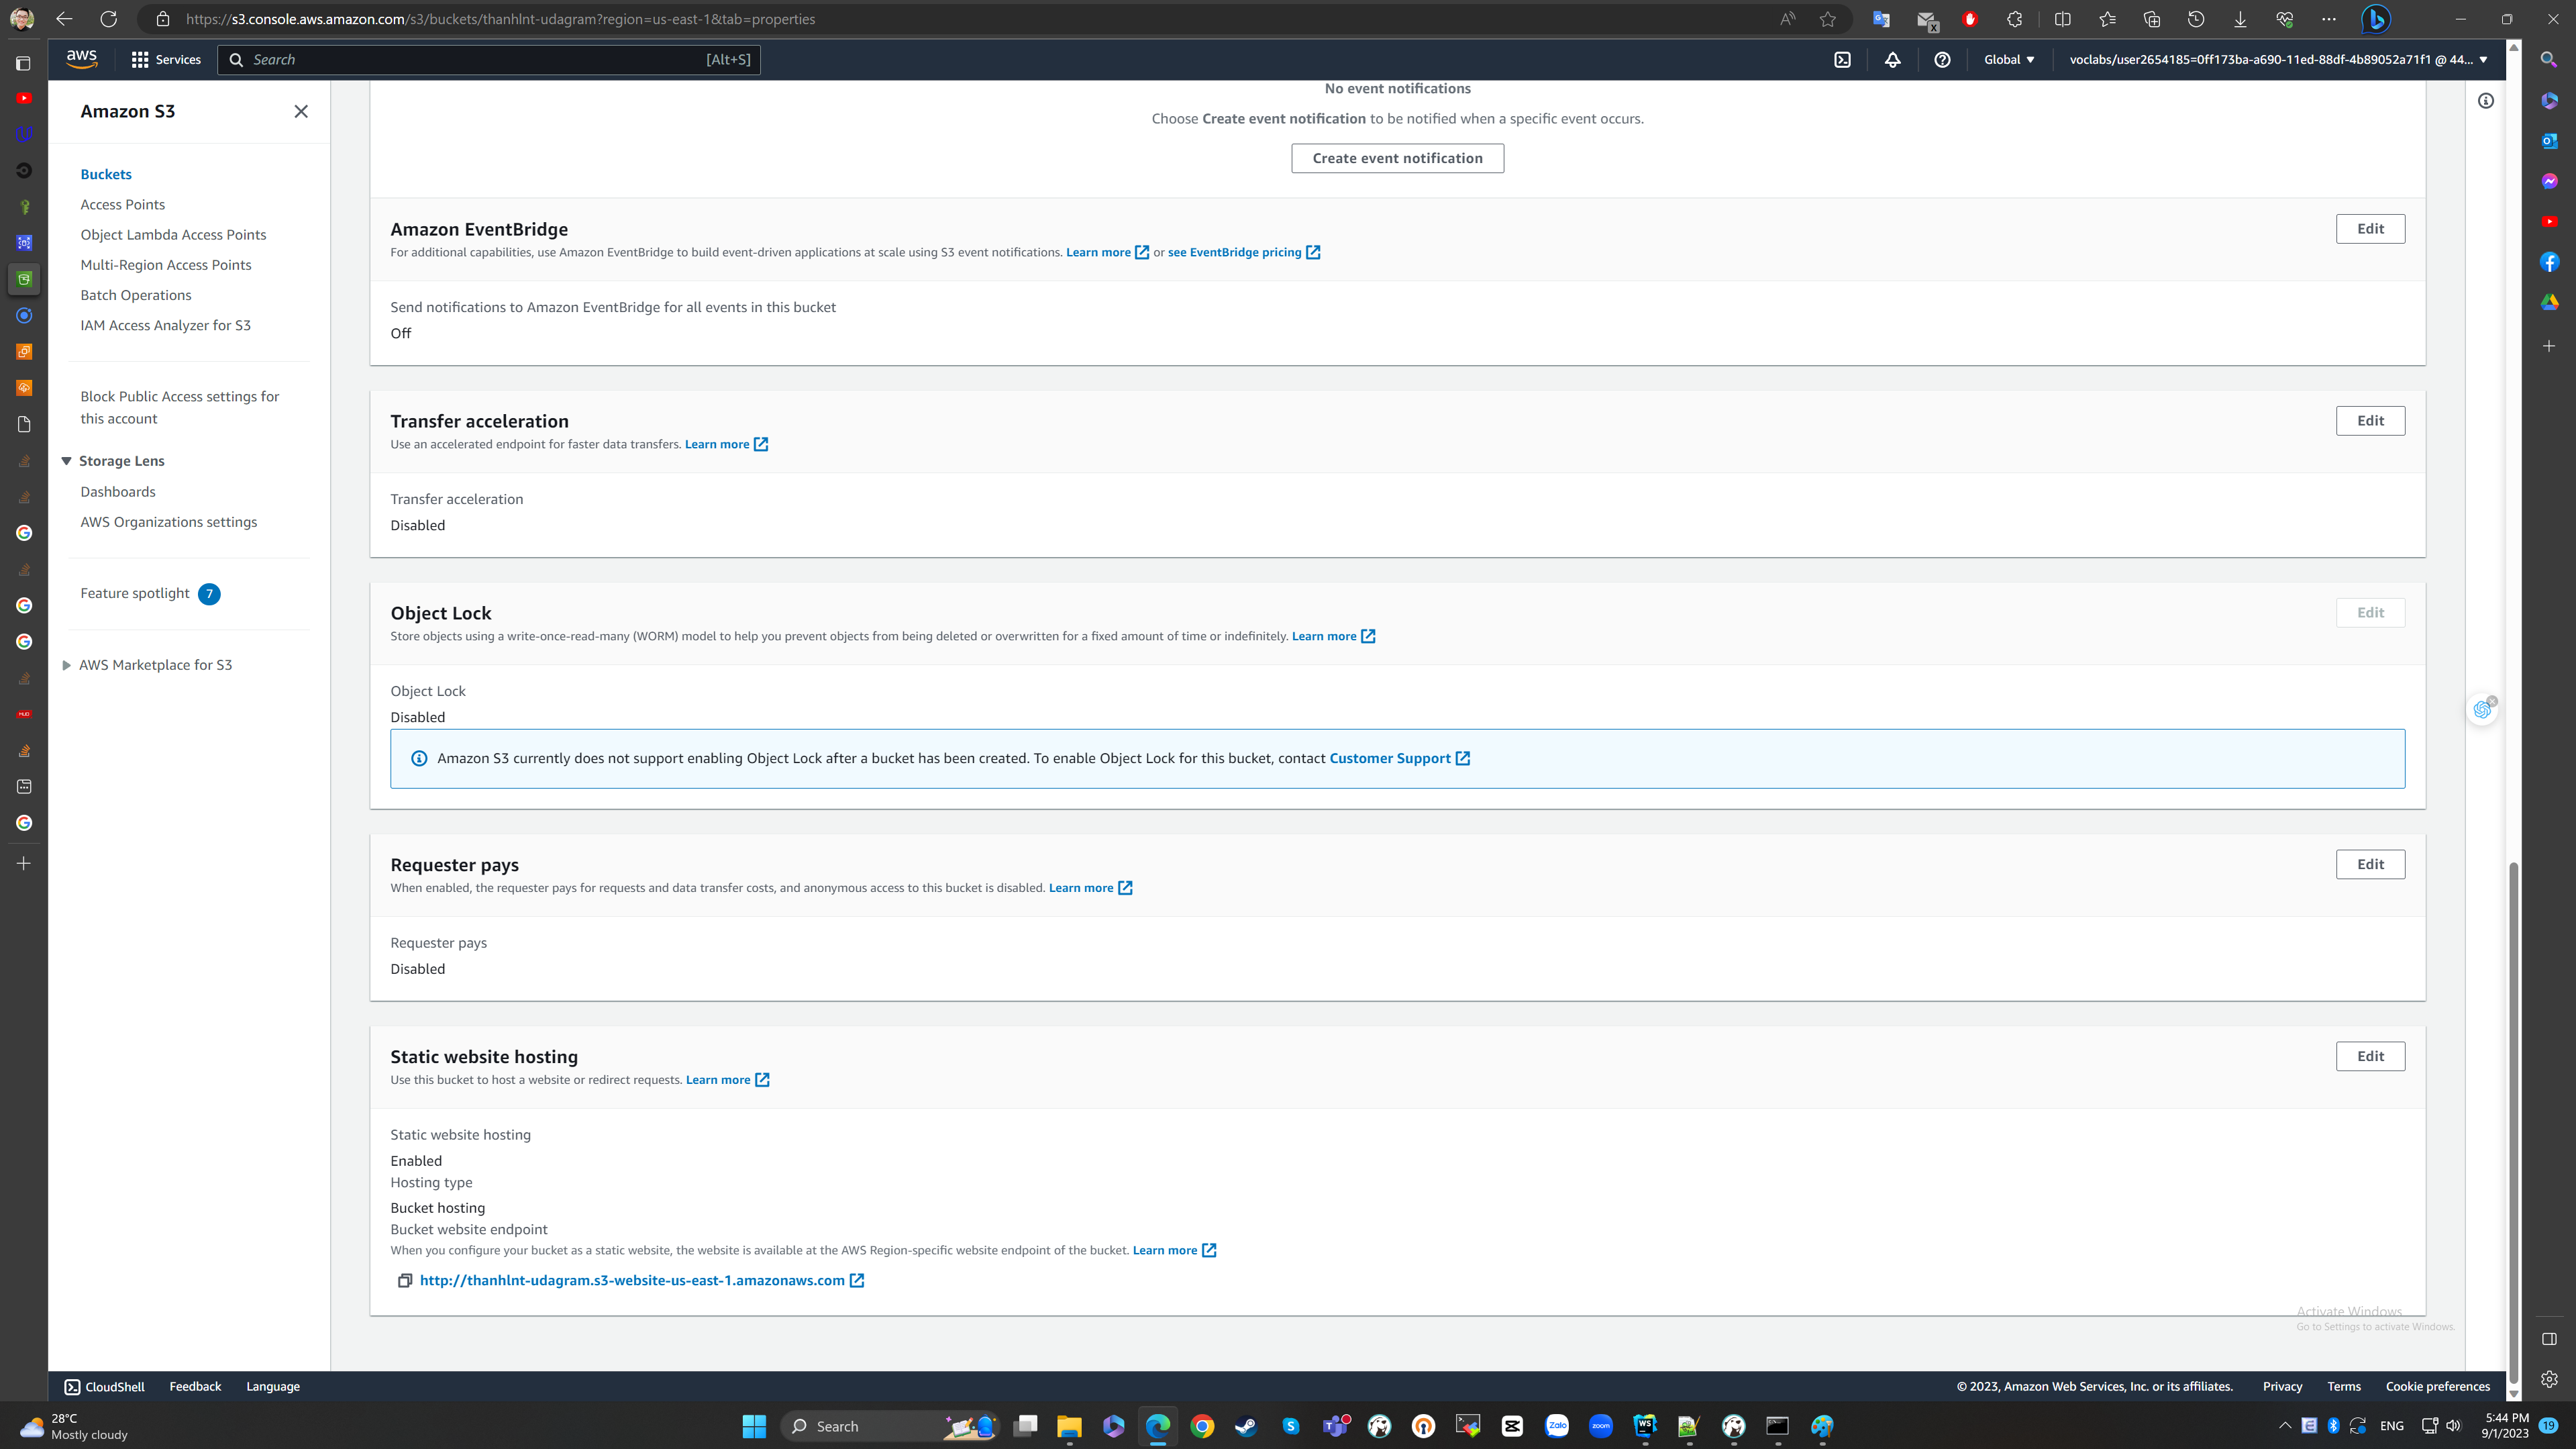 https://s3.console.aws.amazon.com/s3/buckets/thanhlnt-udagram?region=us-east-1&tab=properties
aws
Services
Search
[Alt+S]
Global
voclabs/user2654185=0ff173ba-a690-11ed-88df-4b89052a71f1 @ 44...
Amazon S3
Buckets
Access Points
Object Lambda Access Points
Multi-Region Access Points
Batch Operations
IAM Access Analyzer for S3
Block Public Access settings for
this account
Storage Lens
Dashboards
AWS Organizations settings
Feature spotlight 7
AWS Marketplace for S3
No event notifications
Choose Create event notification to be notified when a specific event occurs.
Create event notification
Amazon EventBridge
Edit
For additional capabilities, use Amazon EventBridge to build event-driven applications at scale using S3 event notifications. Learn more or see EventBridge pricing
Send notifications to Amazon EventBridge for all events in this bucket
Off
Transfer acceleration
Edit
Use an accelerated endpoint for faster data transfers. Learn more
Transfer acceleration
Disabled
Object Lock
Edit
Store objects using a write-once-read-many (WORM) model to help you prevent objects from being deleted or overwritten for a fixed amount of time or indefinitely. Learn more
Object Lock
Disabled
Amazon S3 currently does not support enabling Object Lock after a bucket has been created. To enable Object Lock for this bucket, contact Customer Support
Requester pays
Edit
When enabled, the requester pays for requests and data transfer costs, and anonymous access to this bucket is disabled. Learn more
Requester pays
Disabled
Static website hosting
Edit
Use this bucket to host a website or redirect requests. Learn more
Static website hosting
Enabled
Hosting type
Bucket hosting
Bucket website endpoint
When you configure your bucket as a static website, the website is available at the AWS Region-specific website endpoint of the bucket. Learn more
http://thanhlnt-udagram.s3-website-us-east-1.amazonaws.com
Activate Windows
Go to Settings to activate Windows.
CloudShell
Feedback
Language
© 2023, Amazon Web Services, Inc. or its affiliates.
Privacy
Terms
Cookie preferences
28°C
Mostly cloudy
Search
Zalo
zoom
WS
ENG
5:44 PM
9/1/2023
19